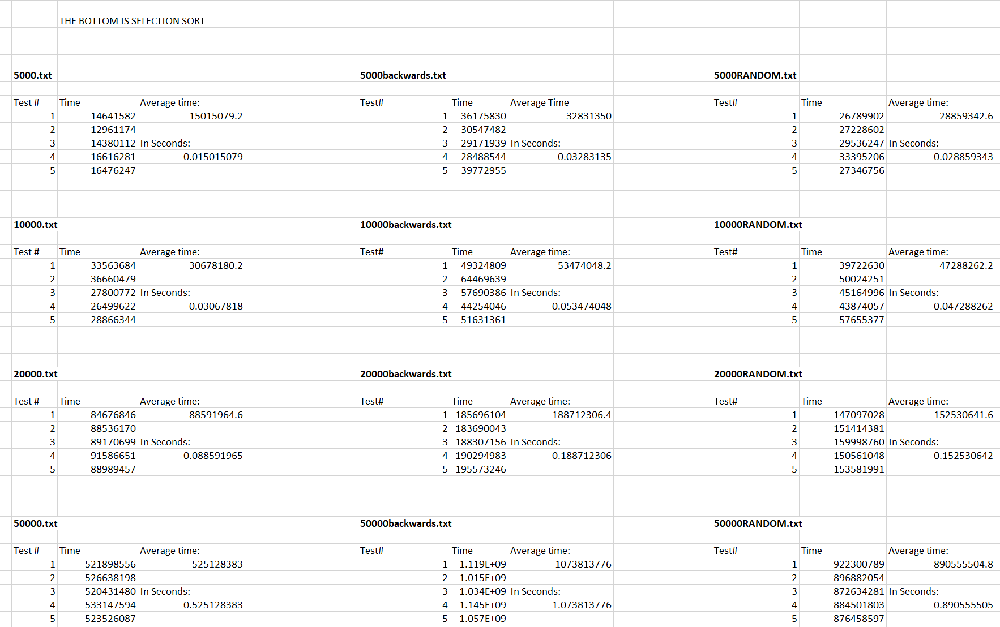 THE BOTTOM IS SELECTION SORT
5000.txt 5000backwards.txt 5000RANDOM.txt
Test # Time Average time: Test# Time Average Time Test# Time Average time:
1 14641582 15015079.2 1 36175830 32831350 1 26789902 28859342.6
2 12961174 2 30547482 2 27228602
3 14380112 In Seconds: 3 29171939 In Seconds: 3 29536247 In Seconds:
4 16616281 0.015015079 4 28488544 0.03283135 4 33395206 0.028859343
5 16476247 5 39772955 5 27346756
10000.txt 10000backwards.txt 10000RANDOM.txt
Test # Time Average time: Test# Time Average time: Test# Time Average time:
1 33563684 30678180.2 1 49324809 53474048.2 1 39722630 47288262.2
2 36660479 2 64469639 2 50024251
3 27800772 In Seconds: 3 57690386 In Seconds: 3 45164996 In Seconds:
4 26499622 0.03067818 4 44254046 0.053474048 4 43874057 0.047288262
5 28866344 5 51631361 5 57655377
20000.txt 20000backwards.txt 20000RANDOM.txt
Test # Time Average time: Test# Time Average time: Test# Time Average time:
1 84676846 88591964.6 1 185696104 188712306.4 1 147097028 152530641.6
2 88536170 2 183690043 2 151414381
3 89170699 In Seconds: 3 188307156 In Seconds: 3 159998760 In Seconds:
4 91586651 0.088591965 4 190294983 0.188712306 4 150561048 0.152530642
5 88989457 5 195573246 5 153581991
50000.txt 50000backwards.txt 50000RANDOM.txt
Test # Time Average time: Test# Time Average time: Test# Time Average time:
1 521898556 525128383 1 1.119E+09 1073813776 1 922300789 890555504.8
2 526638198 2 1.015E+09 2 896882054
3 520431480 In Seconds: 3 1.034E+09 In Seconds: 3 872634281 In Seconds:
4 533147594 0.525128383 4 1.145E+09 1.073813776 4 884501803 0.890555505
5 523526087 5 1.057E+09 5 876458597